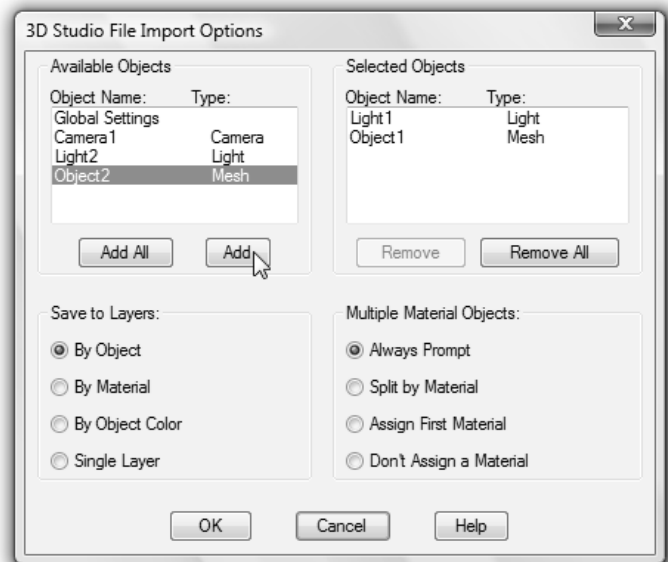 3D Studio File Import Options
X
Available Objects
Object Name: Type:
Global Settings
Camera1 Camera
Light2 Light
Object2 Mesh
Add All Add
Selected Objects
Object Name: Type:
Light1 Light
Object1 Mesh
Remove Remove All
Save to Layers:
By Object
By Material
By Object Color
Single Layer
Multiple Material Objects:
Always Prompt
Split by Material
Assign First Material
Don't Assign a Material
OK Cancel Help